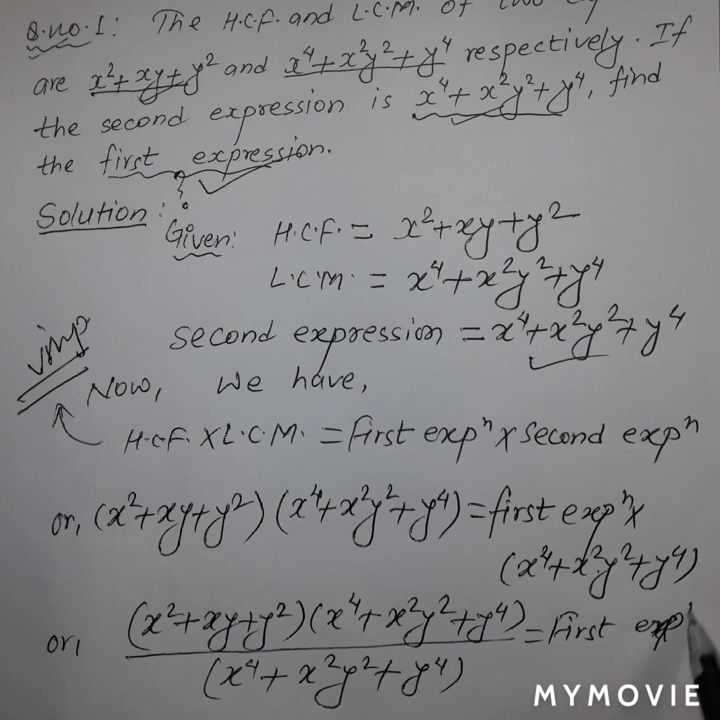 Q.no.1: The H.C.F. and L.C.M. of two
are x²+xy+y² and x⁴+x²y²+y⁴ respectively. If
the second expression is x⁴+x²y²+y⁴, find
the first expression.
Solution:
Given: H.C.F. = x²+xy+y²
L.C.M. = x⁴+x²y²+y⁴
second expression = x⁴+x²y²+y⁴
vimp
Now, we have,
H.C.F. × L.C.M. = first expⁿ × second expⁿ
or, (x²+xy+y²) (x⁴+x²y²+y⁴) = first expⁿ ×
(x⁴+x²y²+y⁴)
or, (x²+xy+y²)(x⁴+x²y²+y⁴) = first exp
(x⁴+x²y²+y⁴)
MYMOVIE